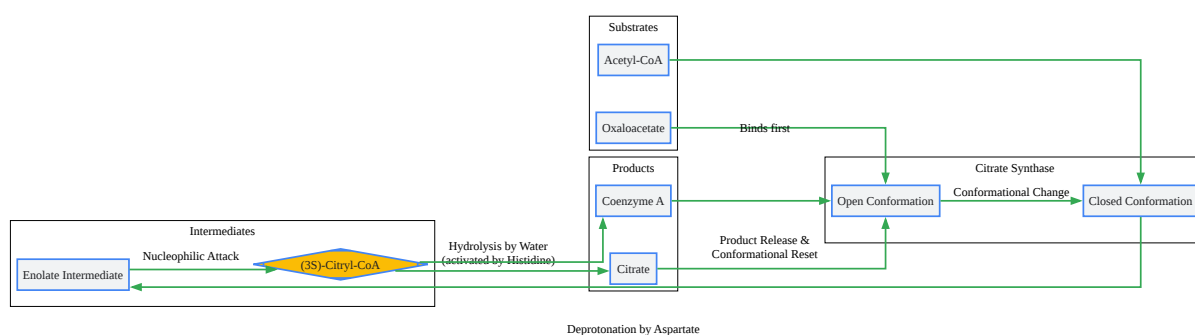 Substrates
Acetyl-CoA
Oxaloacetate
Binds first
Products
Citrate Synthase
Coenzyme A
Open Conformation
Conformational Change
Closed Conformation
Intermediates
Nucleophilic Attack
Enolate Intermediate
(3S)-Citryl-CoA
Hydrolysis by Water
(activated by Histidine)
Citrate
Product Release &
Conformational Reset
Deprotonation by Aspartate